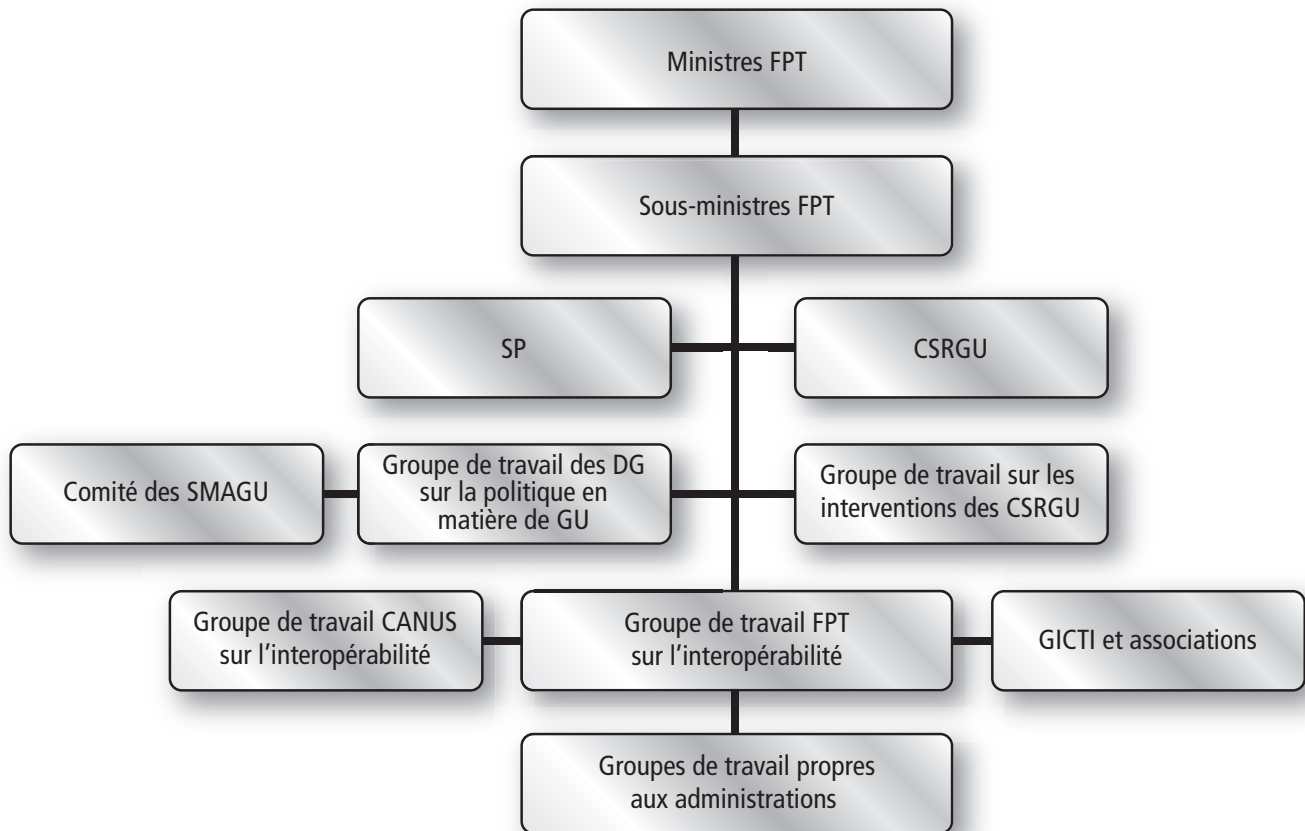 Ministres FPT
Sous-ministres FPT
SP
CSRGU
Comité des SMAGU
Groupe de travail des DG
sur la politique en
matière de GU
Groupe de travail sur les
interventions des CSRGU
Groupe de travail CANUS
sur l'interopérabilité
Groupe de travail FPT
sur l'interopérabilité
GICTI et associations
Groupes de travail propres
aux administrations